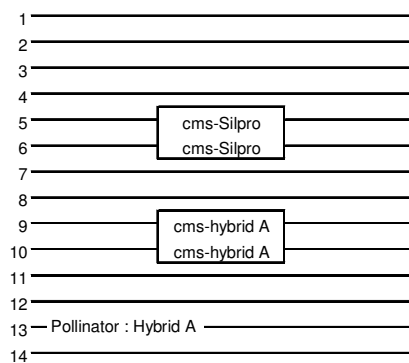 1
2
3
4
5 cms-Silpro
6 cms-Silpro
7
8
9 cms-hybrid A
10 cms-hybrid A
11
12
13 Pollinator : Hybrid A
14